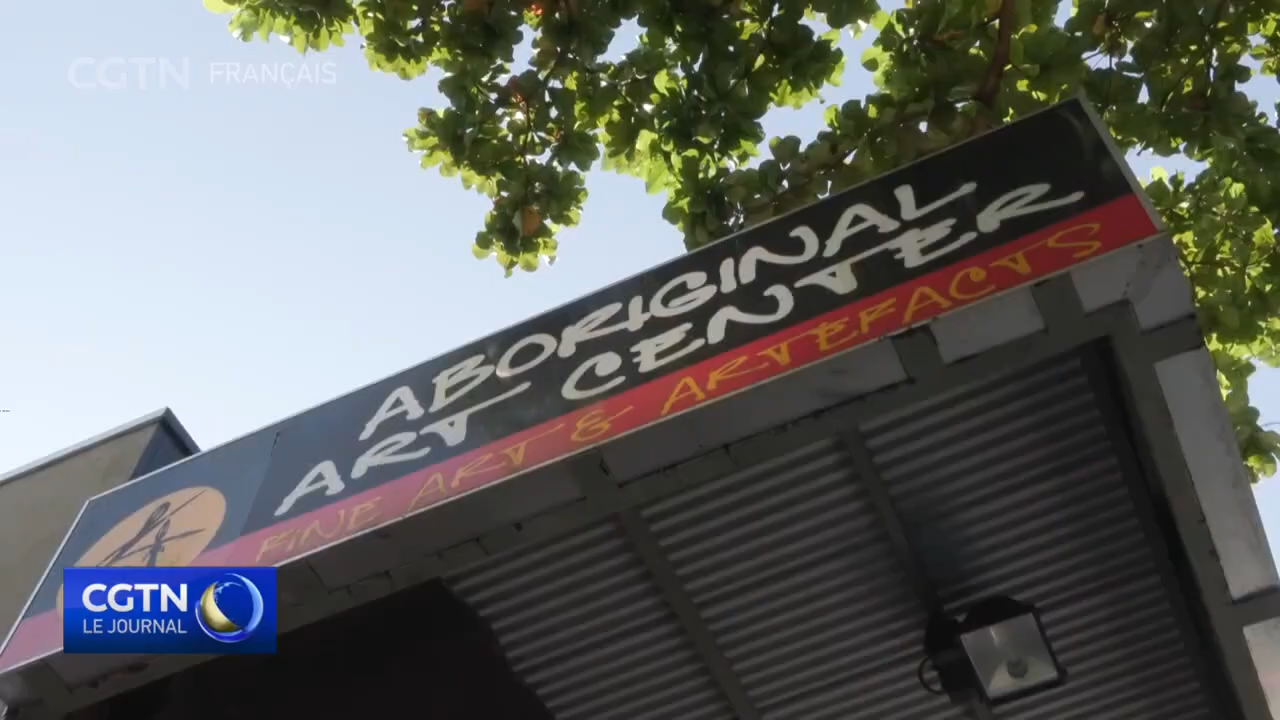 CGTN FRANÇAIS
ABORIGINAL
ART CENTER
FINE ART & ARTEFACTS
CGTN
LE JOURNAL